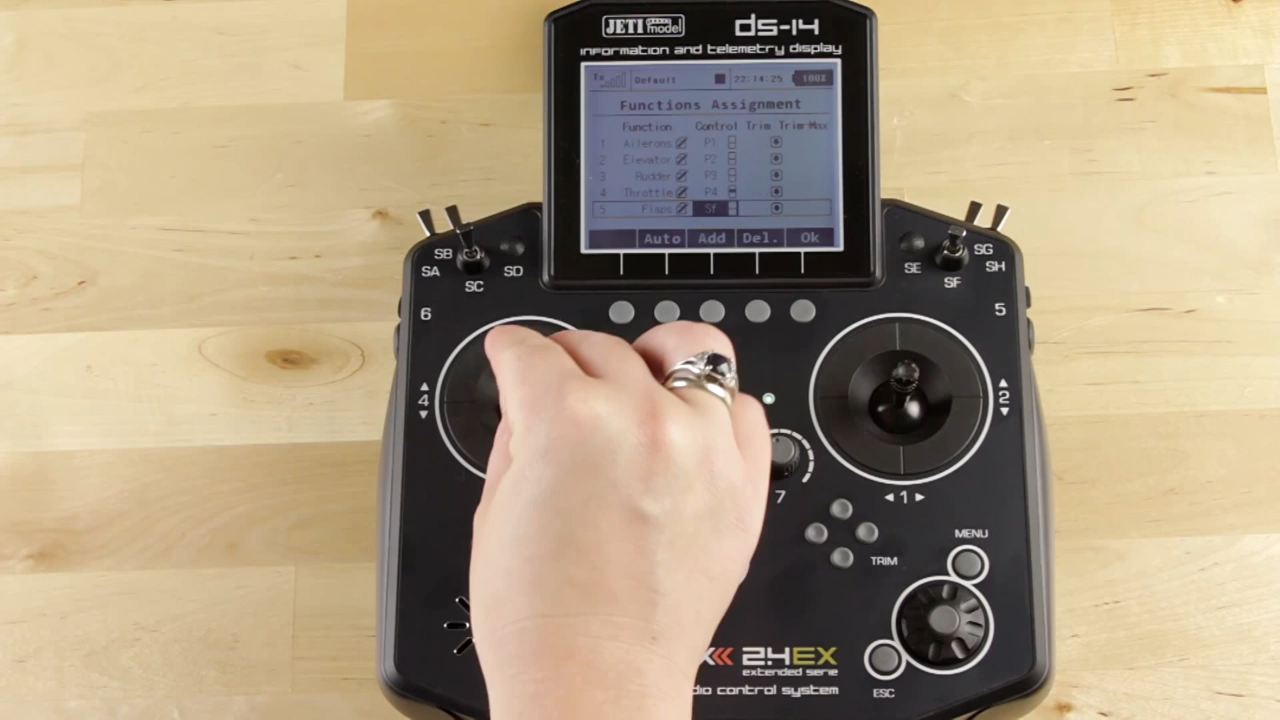 JETI model ds-14
information and telemetry display
Default 22:14:25 100%
Functions Assignment
Function Control Trim Trim-Max
1 Ailerons P1
2 Elevator P2
3 Rudder P3
4 Throttle P4
5 Flaps Sf
Auto Add Del. Ok
SB SG
SA SD SE SH
SC SF
6 5
4 2
7 1
MENU
TRIM
2.4EX
extended serie
control system
ESC